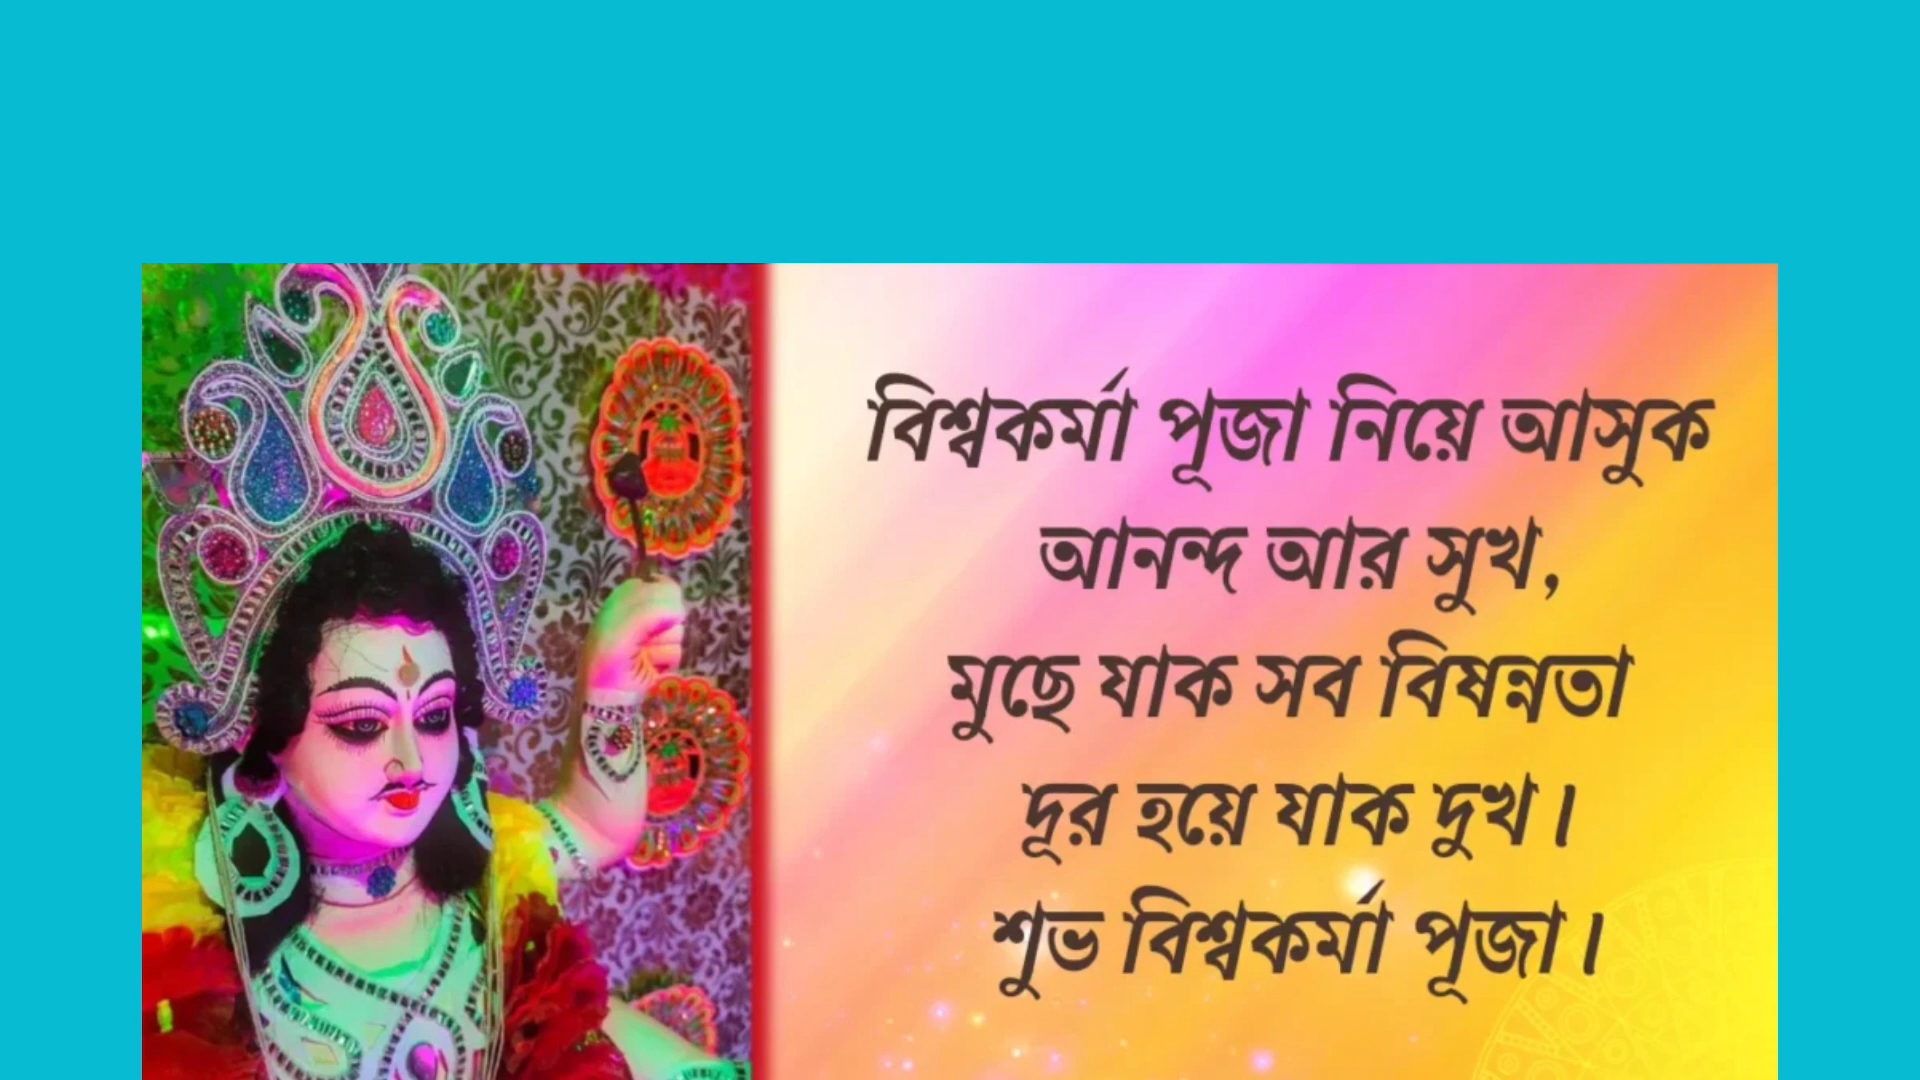 বিশ্বকর্মা পূজা নিয়ে আসুক
আনন্দ আর সুখ,
মুছে যাক সব বিষন্নতা
দূর হয়ে যাক দুখ।
শুভ বিশ্বকর্মা পূজা।